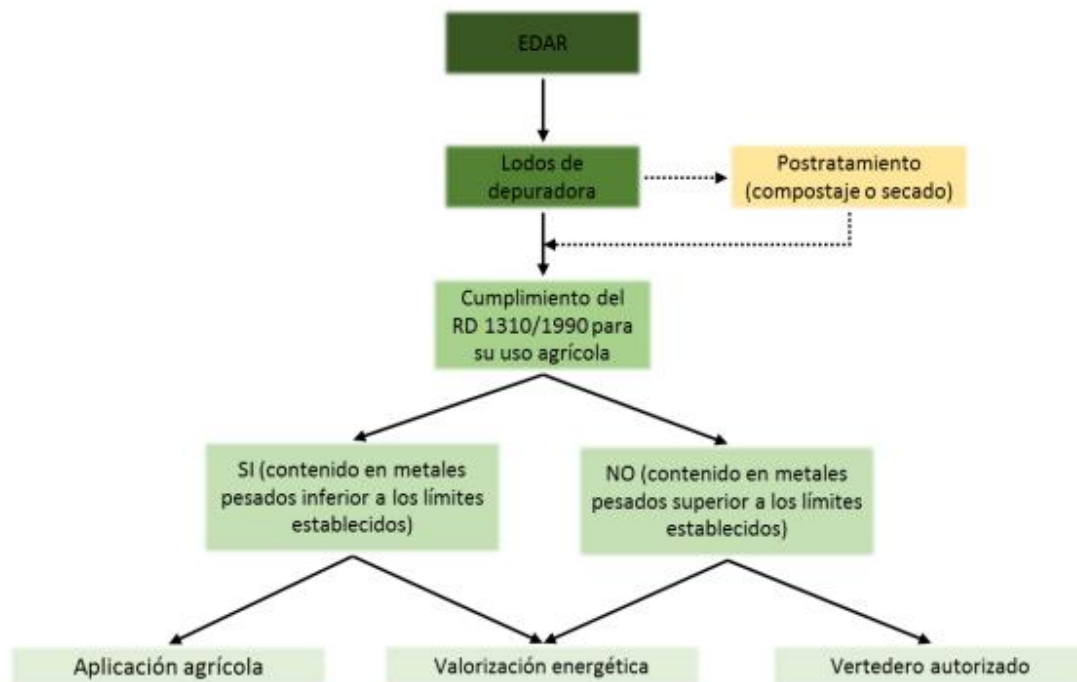 EDAR
Lodos de
depuradora
Postratamiento
(compostaje o secado)
Cumplimiento del
RD 1310/1990 para
su uso agrícola
SI (contenido en metales
pesados inferior a los límites
establecidos)
NO (contenido en metales
pesados superior a los límites
establecidos)
Aplicación agrícola
Valorización energética
Vertedero autorizado